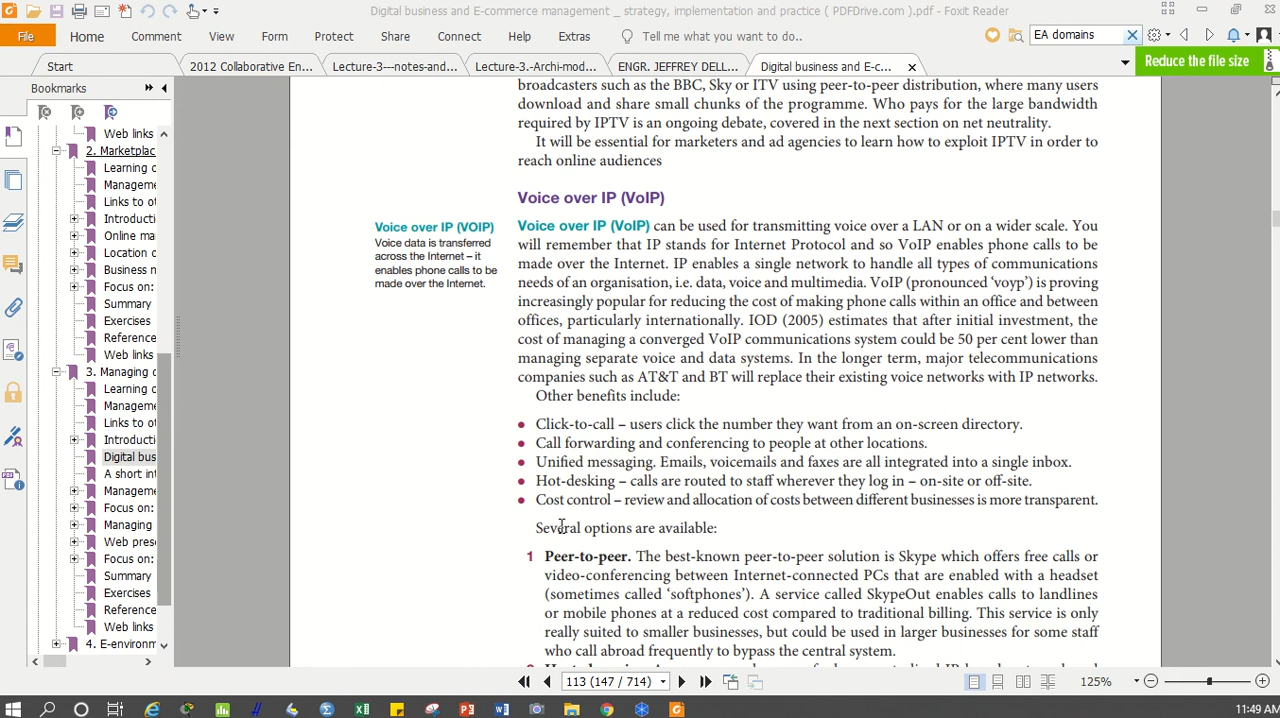 Digital business and E-commerce management _ strategy, implementation and practice ( PDFDrive.com ).pdf - Foxit Reader
File Home Comment View Form Protect Share Connect Help Extras Tell me what you want to do.. EA domains
Start 2012 Collaborative En... Lecture-3---notes-and-p... Lecture-3.-Archimod... ENGR. JEFFREY DELL... Digital business and E-c... Reduce the file size
Bookmarks
Web links
2. Marketplac
Learning o
Manageme
Links to ot
Introducti
Online ma
Location o
Business m
Focus on:
Summary
Exercises
Reference
Web links
3. Managing d
Learning o
Manageme
Links to ot
Introducti
Digital bus
A short int
Manageme
Focus on:
Managing
Web prese
Focus on:
Summary
Exercises
Reference
Web links
4. E-environm
broadcasters such as the BBC, Sky or ITV using peer-to-peer distribution, where many users
download and share small chunks of the programme. Who pays for the large bandwidth
required by IPTV is an ongoing debate, covered in the next section on net neutrality.
It will be essential for marketers and ad agencies to learn how to exploit IPTV in order to
reach online audiences
Voice over IP (VoIP)
Voice over IP (VOIP)
Voice data is transferred
across the Internet – it
enables phone calls to be
made over the Internet.
Voice over IP (VoIP) can be used for transmitting voice over a LAN or on a wider scale. You
will remember that IP stands for Internet Protocol and so VoIP enables phone calls to be
made over the Internet. IP enables a single network to handle all types of communications
needs of an organisation, i.e. data, voice and multimedia. VoIP (pronounced ‘voyp’) is proving
increasingly popular for reducing the cost of making phone calls within an office and between
offices, particularly internationally. IOD (2005) estimates that after initial investment, the
cost of managing a converged VoIP communications system could be 50 per cent lower than
managing separate voice and data systems. In the longer term, major telecommunications
companies such as AT&T and BT will replace their existing voice networks with IP networks.
Other benefits include:
• Click-to-call – users click the number they want from an on-screen directory.
• Call forwarding and conferencing to people at other locations.
• Unified messaging. Emails, voicemails and faxes are all integrated into a single inbox.
• Hot-desking – calls are routed to staff wherever they log in – on-site or off-site.
• Cost control – review and allocation of costs between different businesses is more transparent.
Several options are available:
1 Peer-to-peer. The best-known peer-to-peer solution is Skype which offers free calls or
video-conferencing between Internet-connected PCs that are enabled with a headset
(sometimes called ‘softphones’). A service called SkypeOut enables calls to landlines
or mobile phones at a reduced cost compared to traditional billing. This service is only
really suited to smaller businesses, but could be used in larger businesses for some staff
who call abroad frequently to bypass the central system.
113 (147 / 714) 125%
11:49 AM